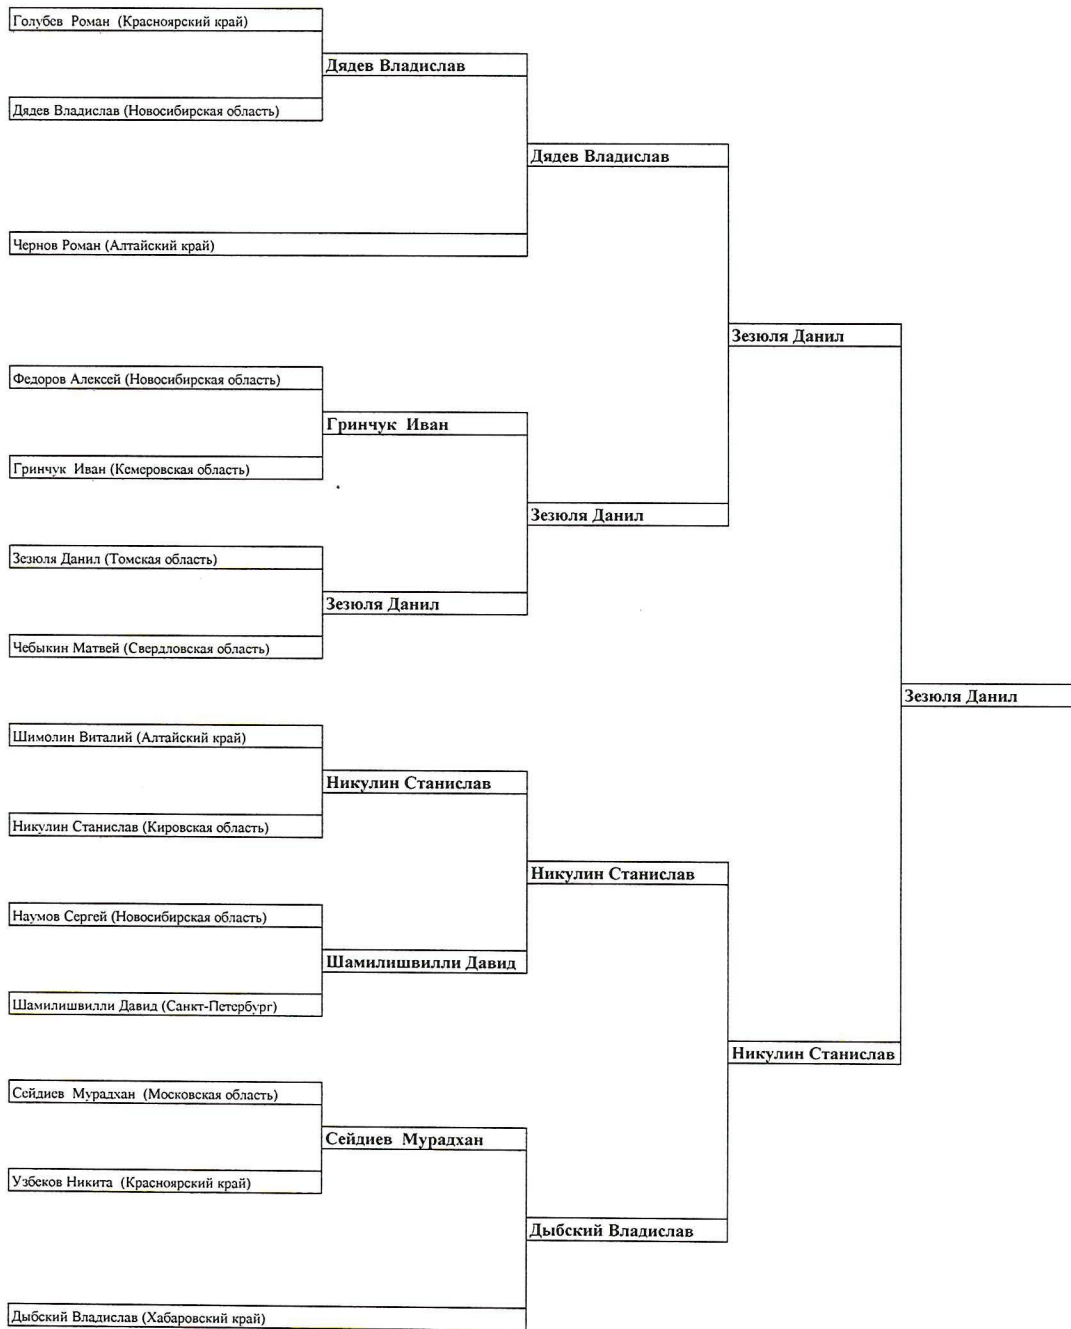 Голубев Роман (Красноярский край)
Дядев Владислав
Дядев Владислав (Новосибирская область)
Дядев Владислав
Чернов Роман (Алтайский край)
Зезюля Данил
Федоров Алексей (Новосибирская область)
Гринчук Иван
Гринчук Иван (Кемеровская область)
Зезюля Данил
Зезюля Данил (Томская область)
Зезюля Данил
Чебыкин Матвей (Свердловская область)
Зезюля Данил
Шимолин Виталий (Алтайский край)
Никулин Станислав
Никулин Станислав (Кировская область)
Никулин Станислав
Наумов Сергей (Новосибирская область)
Шамилишвилли Давид
Шамилишвилли Давид (Санкт-Петербург)
Никулин Станислав
Сейдиев Мурадхан (Московская область)
Сейдиев Мурадхан
Узбеков Никита (Красноярский край)
Дыбский Владислав
Дыбский Владислав (Хабаровский край)